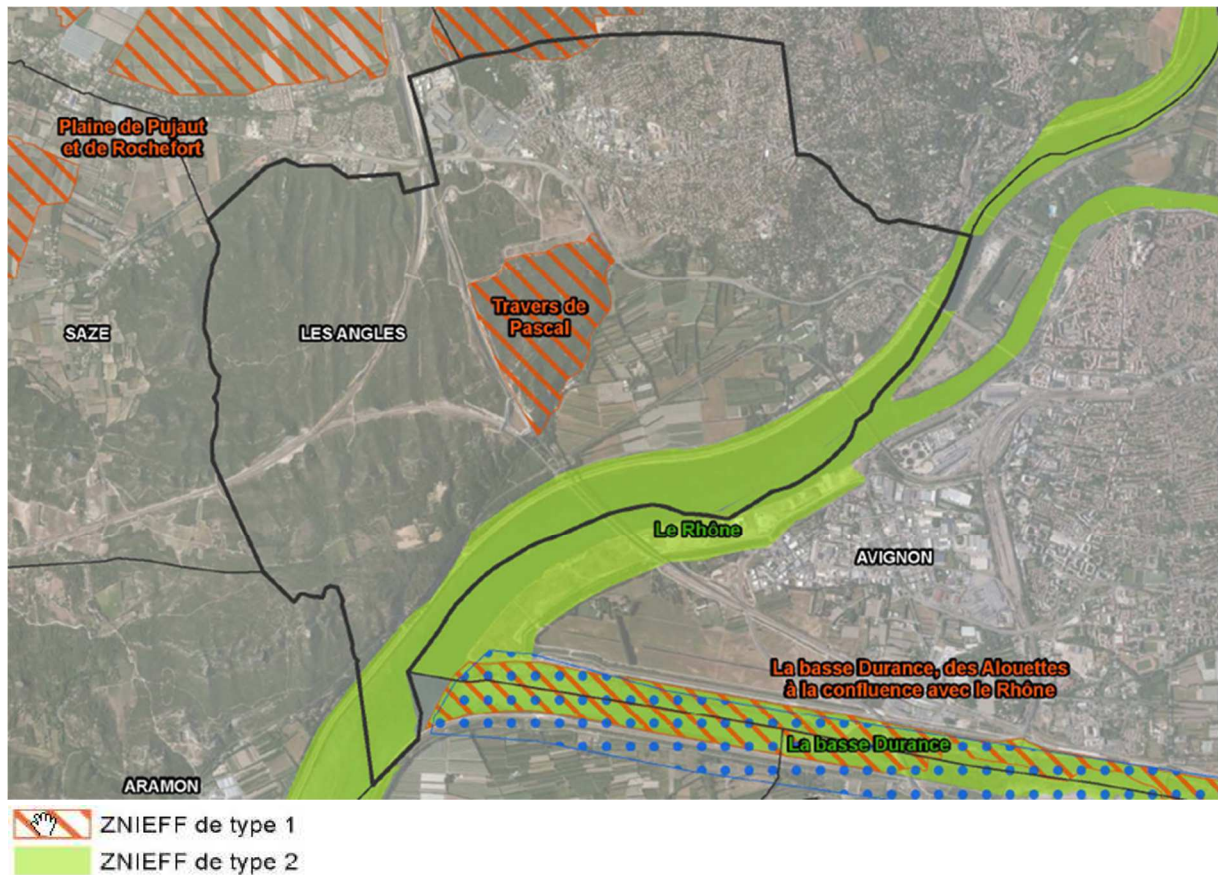 Plaine de Pujaut
et de Rochefort
Travers de
Pascal
SAZE
LES ANGLES
Le Rhône
AVIGNON
La basse Durance, des Alouettes
à la confluence avec le Rhône
La basse Durance
ARAMON
ZNIEFF de type 1
ZNIEFF de type 2